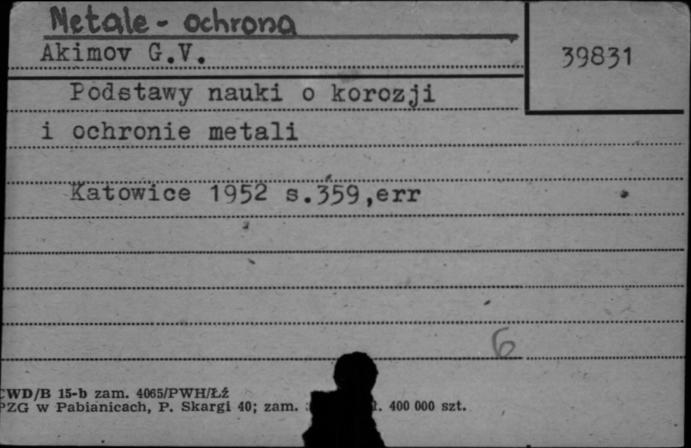 Metale - ochrona
Akimov G.V.
39831
Podstawy nauki o korozji
i ochronie metali
Katowice 1952 s.359,err
6
CWD/B 15-b zam. 4065/PWH/Łź
PZG w Pabianicach, P. Skargi 40; zam. 400 000 szt.